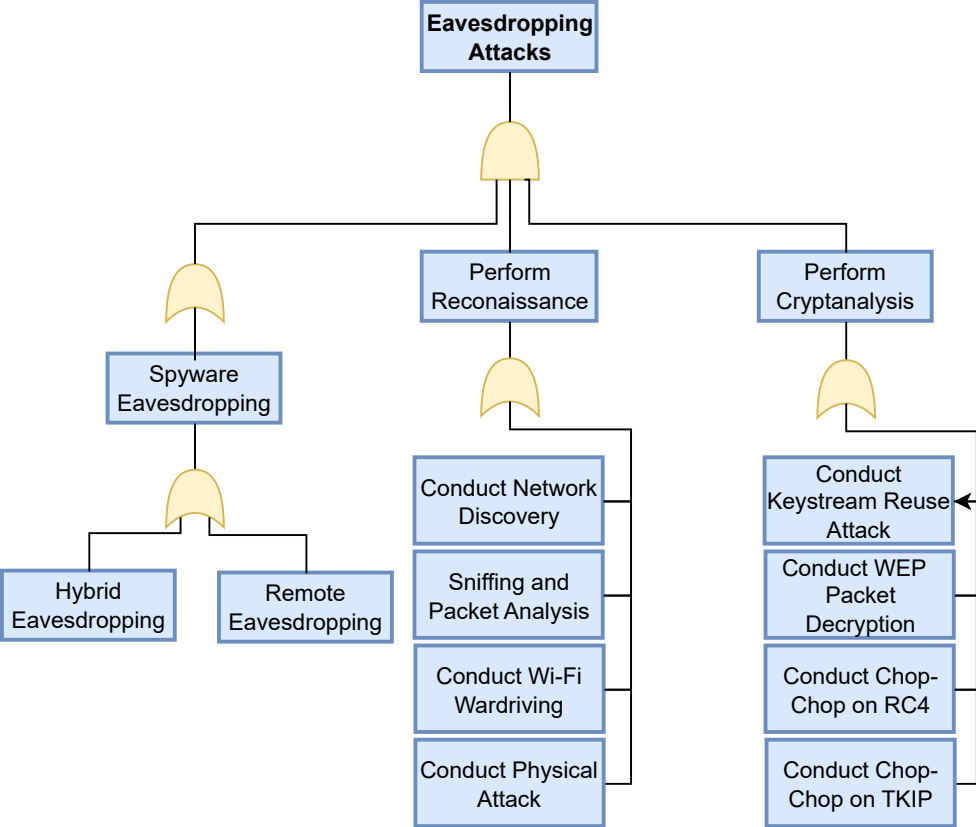 Eavesdropping
Attacks
Perform
Reconaissance
Perform
Cryptanalysis
Spyware
Eavesdropping
Hybrid
Eavesdropping
Remote
Eavesdropping
Conduct Network
Discovery
Sniffing and
Packet Analysis
Conduct Wi-Fi
Wardriving
Conduct Physical
Attack
Conduct
Keystream Reuse
Attack
Conduct WEP
Packet
Decryption
Conduct Chop-
Chop on RC4
Conduct Chop-
Chop on TKIP